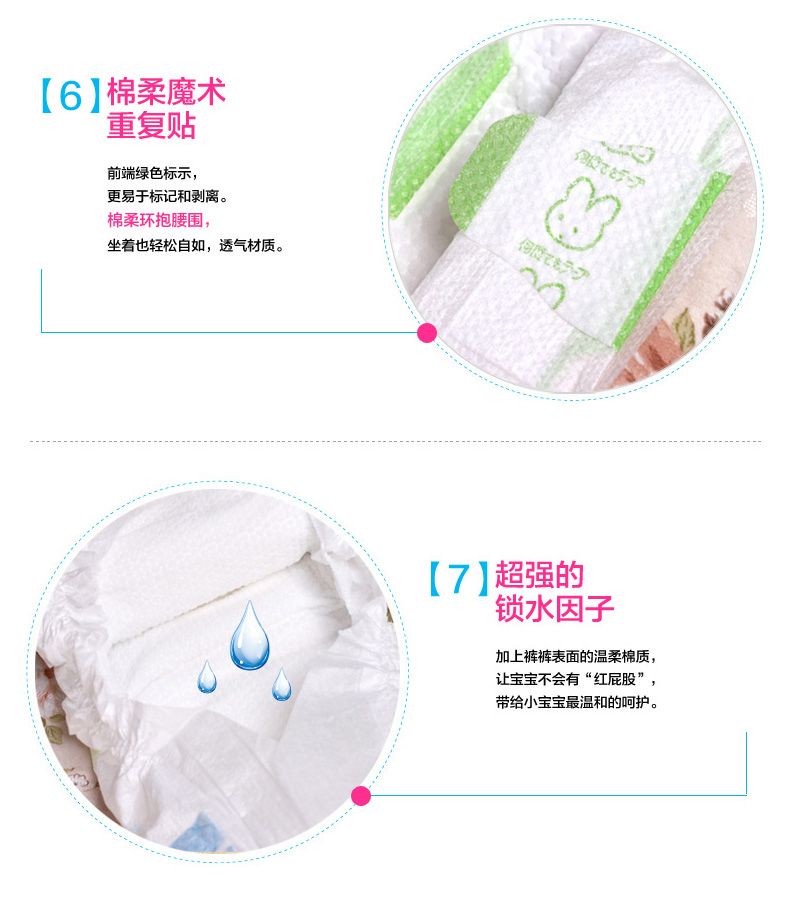 【6】棉柔魔术
重复贴
前端绿色标示，
更易于标记和剥离。
棉柔环抱腰围，
坐着也轻松自如，透气材质。
【7】超强的
锁水因子
加上裤裤表面的温柔棉质，
让宝宝不会有“红屁股”，
带给小宝宝最温和的呵护。